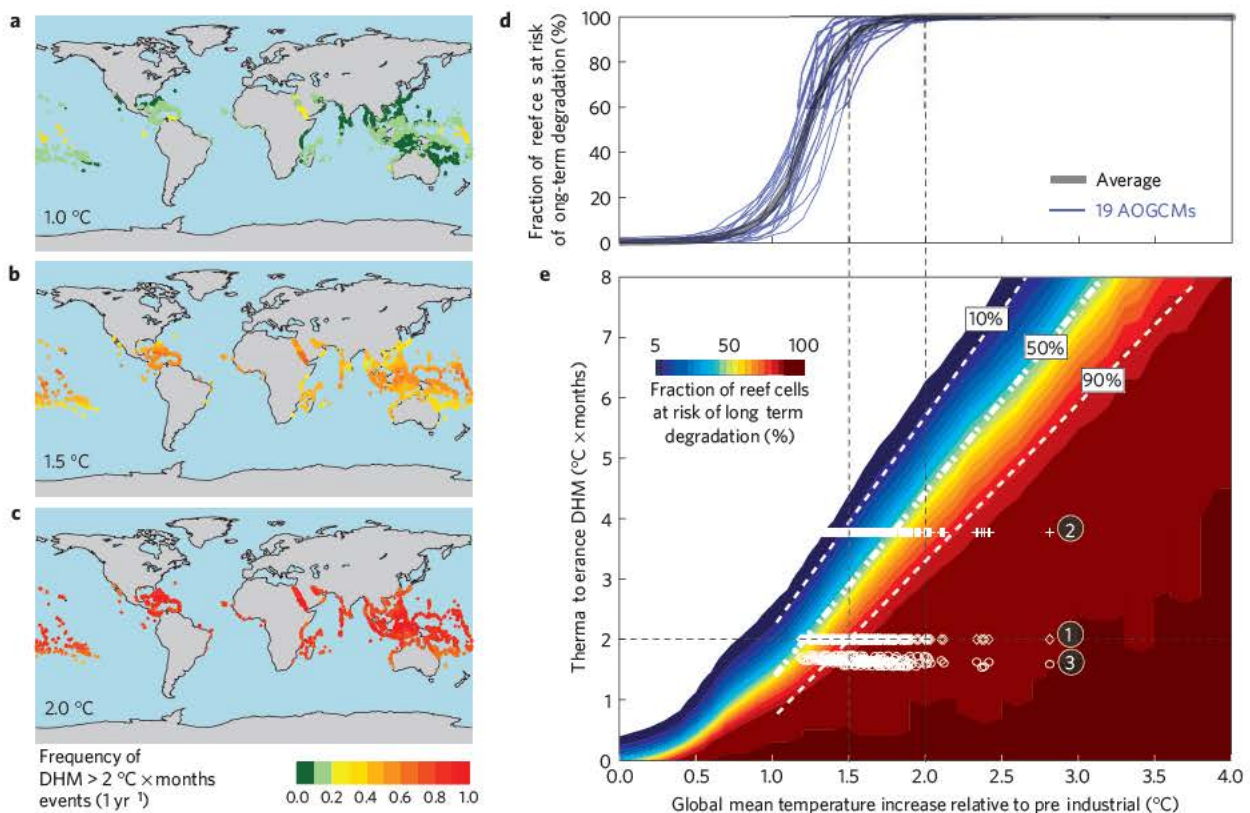 a
1.0 °C
b
1.5 °C
c
2.0 °C
Frequency of
DHM > 2 °C × months
events (1 yr ¹)
0.0 0.2 0.4 0.6 0.8 1.0
d
Fraction of reef ce s at risk
of ong-term degradation (%)
100
80
60
40
20
0
Average
19 AOGCMs
e
Therma to erance DHM (°C × months)
8
7
6
5
4
3
2
1
0
5 50 100
Fraction of reef cells
at risk of long term
degradation (%)
10%
50%
90%
2
1
3
0.0 0.5 1.0 1.5 2.0 2.5 3.0 3.5 4.0
Global mean temperature increase relative to pre industrial (°C)